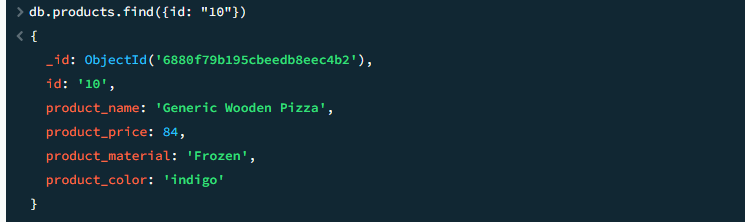 > db.products.find({id: "10"})
< {
_id: ObjectId('6880f79b195cbeedb8eec4b2'),
id: '10',
product_name: 'Generic Wooden Pizza',
product_price: 84,
product_material: 'Frozen',
product_color: 'indigo'
}